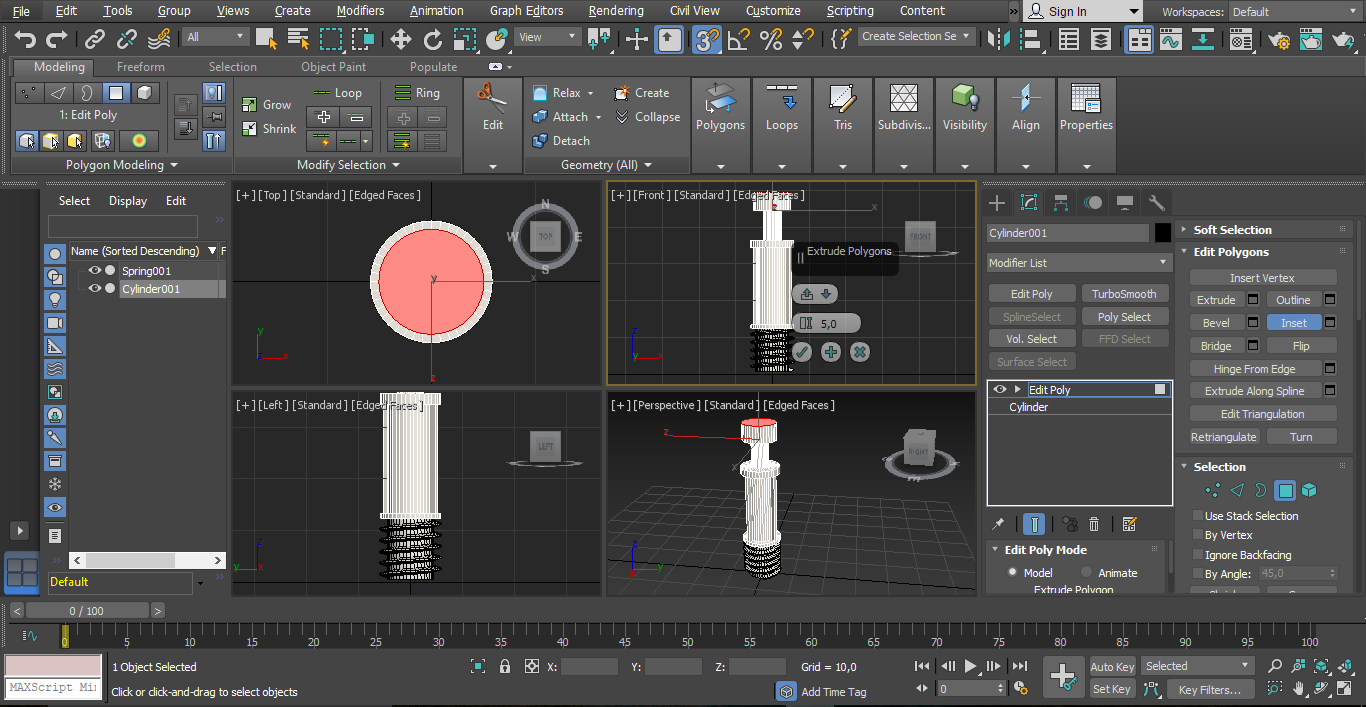 File Edit Tools Group Views Create Modifiers Animation Graph Editors Rendering Civil View Customize Scripting Content » Sign In Workspaces: Default
All View Create Selection Se
Modeling Freeform Selection Object Paint Populate
1: Edit Poly
Polygon Modeling
Grow
Shrink
Loop Ring
Modify Selection
Edit
Relax Create
Attach Collapse
Detach
Geometry (All)
Polygons Loops Tris Subdivis... Visibility Align Properties
Select Display Edit
Name (Sorted Descending) F
Spring001
Cylinder001
Default
[+] [Top] [Standard] [Edged Faces]
N
W TOP E
S
y
x
y
z x
z
[+] [Front] [Standard] [Edged Faces]
z x
FRONT
Extrude Polygons
5,0
z
y x
[+] [Left] [Standard] [Edged Faces]
LEFT
z
y x
[+] [Perspective] [Standard] [Edged Faces]
z
x
RIGHT
z
y
Cylinder001
Modifier List
Edit Poly TurboSmooth
SplineSelect Poly Select
Vol. Select FFD Select
Surface Select
Edit Poly
Cylinder
Edit Poly Mode
Model Animate
Extrude Polygon
Soft Selection
Edit Polygons
Insert Vertex
Extrude Outline
Bevel Inset
Bridge Flip
Hinge From Edge
Extrude Along Spline
Edit Triangulation
Retriangulate Turn
Selection
Use Stack Selection
By Vertex
Ignore Backfacing
By Angle: 45,0
0 / 100
0 5 10 15 20 25 30 35 40 45 50 55 60 65 70 75 80 85 90 95 100
MAXScript Mi
1 Object Selected
Click or click-and-drag to select objects
X: Y: Z: Grid = 10,0
Add Time Tag
0
Auto Key Selected
Set Key Key Filters...